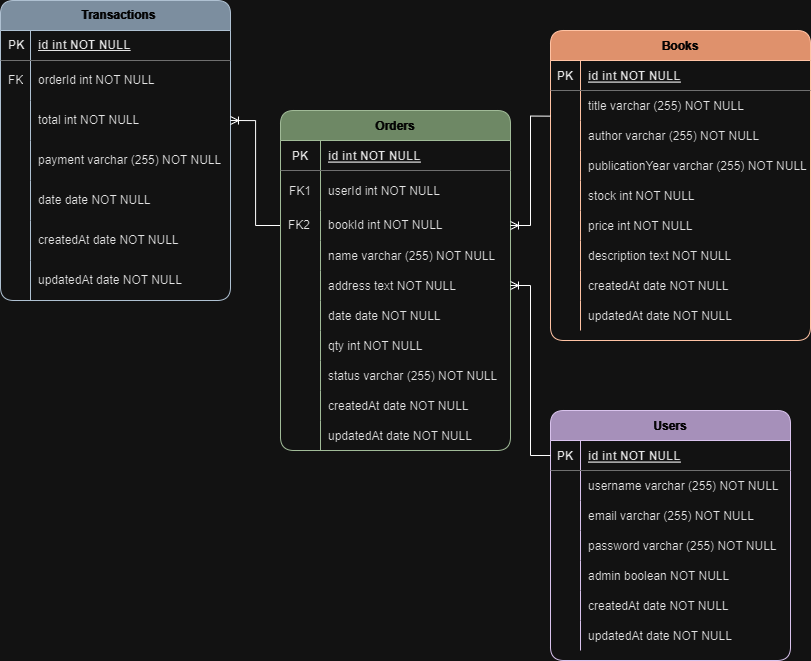 Transactions
PK id int NOT NULL
FK orderId int NOT NULL
total int NOT NULL
payment varchar (255) NOT NULL
date date NOT NULL
createdAt date NOT NULL
updatedAt date NOT NULL
Orders
PK id int NOT NULL
FK1 userId int NOT NULL
FK2 bookId int NOT NULL
name varchar (255) NOT NULL
address text NOT NULL
date date NOT NULL
qty int NOT NULL
status varchar (255) NOT NULL
createdAt date NOT NULL
updatedAt date NOT NULL
Books
PK id int NOT NULL
title varchar (255) NOT NULL
author varchar (255) NOT NULL
publicationYear varchar (255) NOT NULL
stock int NOT NULL
price int NOT NULL
description text NOT NULL
createdAt date NOT NULL
updatedAt date NOT NULL
Users
PK id int NOT NULL
username varchar (255) NOT NULL
email varchar (255) NOT NULL
password varchar (255) NOT NULL
admin boolean NOT NULL
createdAt date NOT NULL
updatedAt date NOT NULL